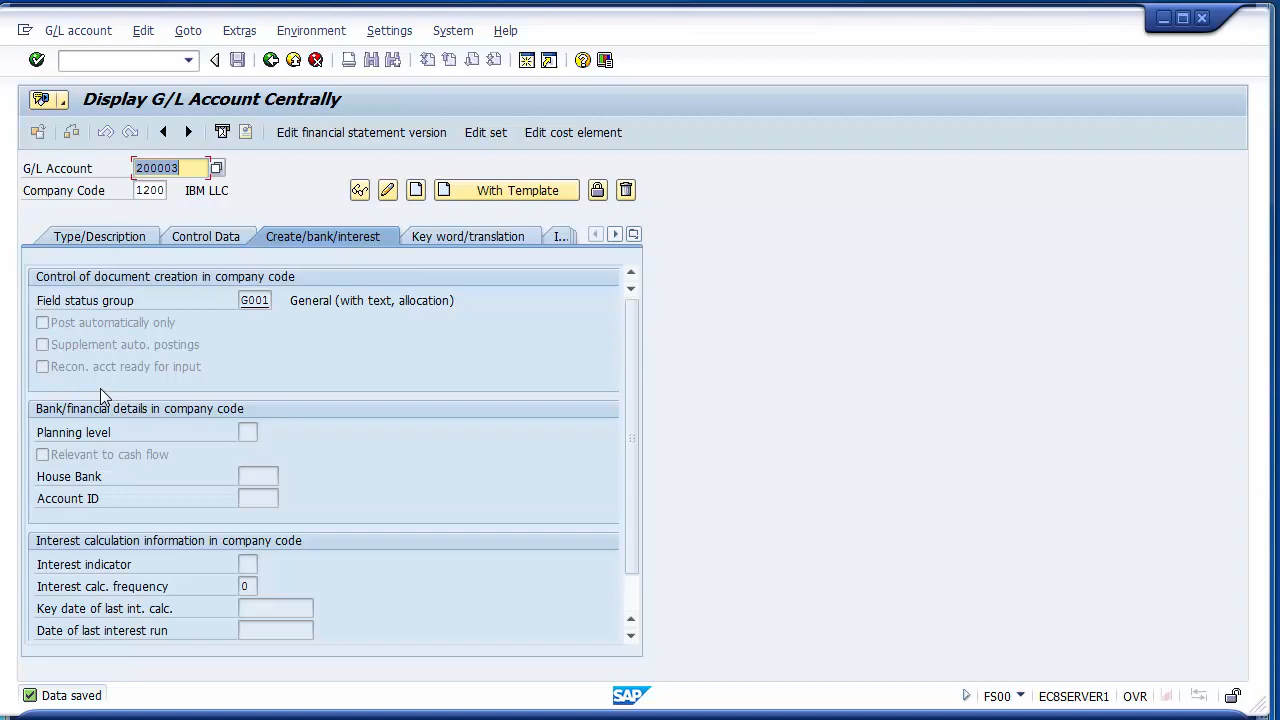 G/L account Edit Goto Extras Environment Settings System Help
Display G/L Account Centrally
Edit financial statement version Edit set Edit cost element
G/L Account 200003
Company Code 1200 IBM LLC With Template
Type/Description Control Data Create/bank/interest Key word/translation I...
Control of document creation in company code
Field status group G001 General (with text, allocation)
Post automatically only
Supplement auto. postings
Recon. acct ready for input
Bank/financial details in company code
Planning level
Relevant to cash flow
House Bank
Account ID
Interest calculation information in company code
Interest indicator
Interest calc. frequency 0
Key date of last int. calc.
Date of last interest run
Data saved SAP FS00 ECSERVER1 OVR